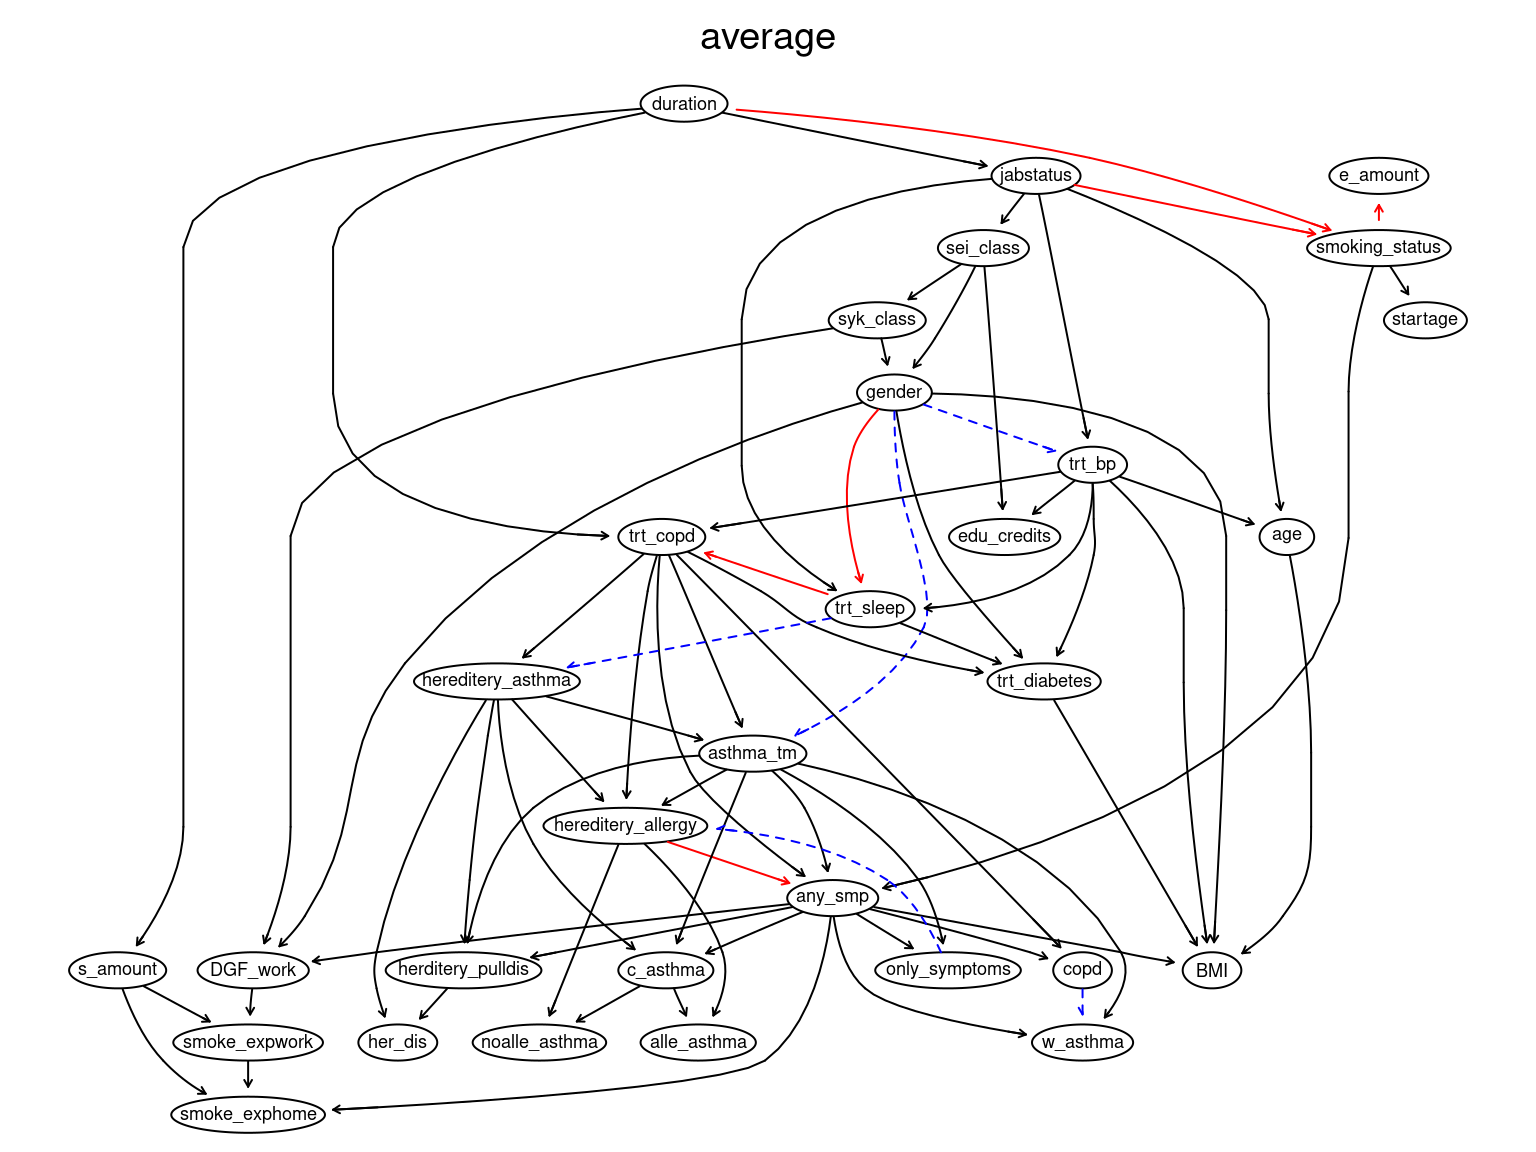 average
duration
jabstatus
e_amount
sei_class
smoking_status
syk_class
startage
gender
trt_bp
trt_copd
edu_credits
age
trt_sleep
hereditery_asthma
trt_diabetes
asthma_tm
hereditery_allergy
any_smp
s_amount
DGF_work
herditery_pulldis
c_asthma
only_symptoms
copd
BMI
smoke_expwork
her_dis
noalle_asthma
alle_asthma
w_asthma
smoke_exphome